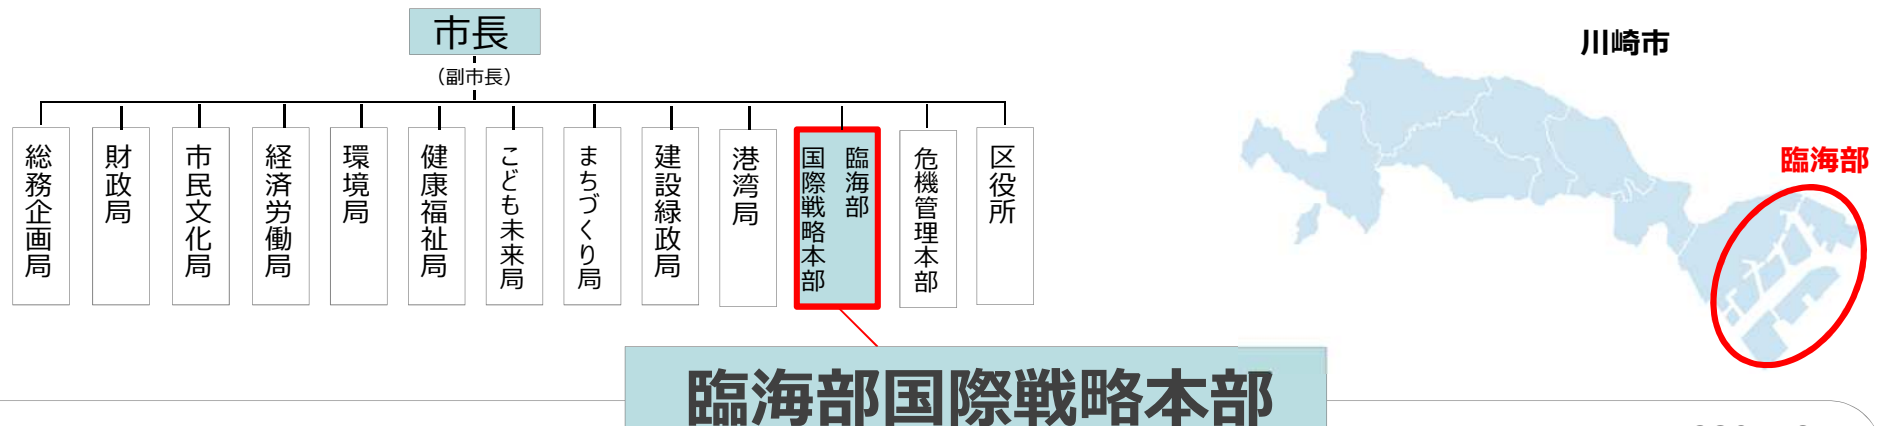 市長
（副市長）
総務企画局
財政局
市民文化局
経済労働局
環境局
健康福祉局
こども未来局
まちづくり局
建設緑政局
港湾局
臨海部
国際戦略本部
危機管理本部
区役所
川崎市
臨海部
臨海部国際戦略本部